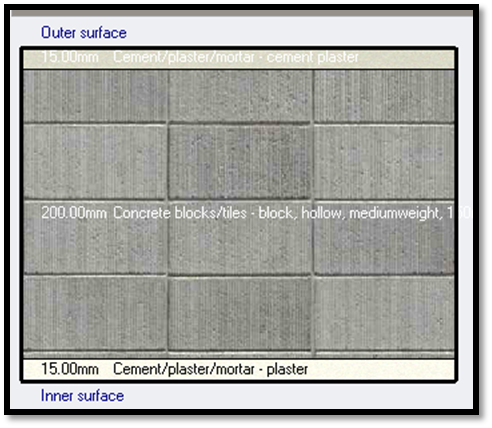 Outer surface
15.00mm Cement/plaster/mortar - cement plaster
200.00mm Concrete blocks/tiles - block, hollow, mediumweight,
15.00mm Cement/plaster/mortar - plaster
Inner surface